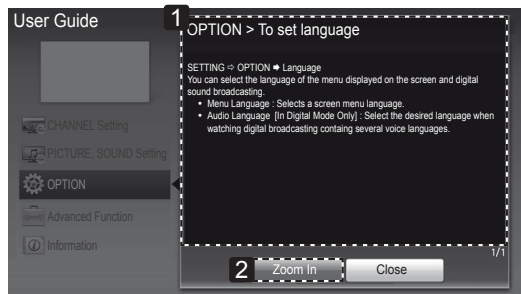 User Guide
1
OPTION > To set language
SETTING ⇨ OPTION ➡ Language
You can select the language of the menu displayed on the screen and digital
sound broadcasting.
• Menu Language : Selects a screen menu language.
• Audio Language [In Digital Mode Only] : Select the desired language when
watching digital broadcasting containg several voice languages.
CHANNEL Setting
PICTURE, SOUND Setting
OPTION
Advanced Function
Information
1/1
2
Zoom In
Close